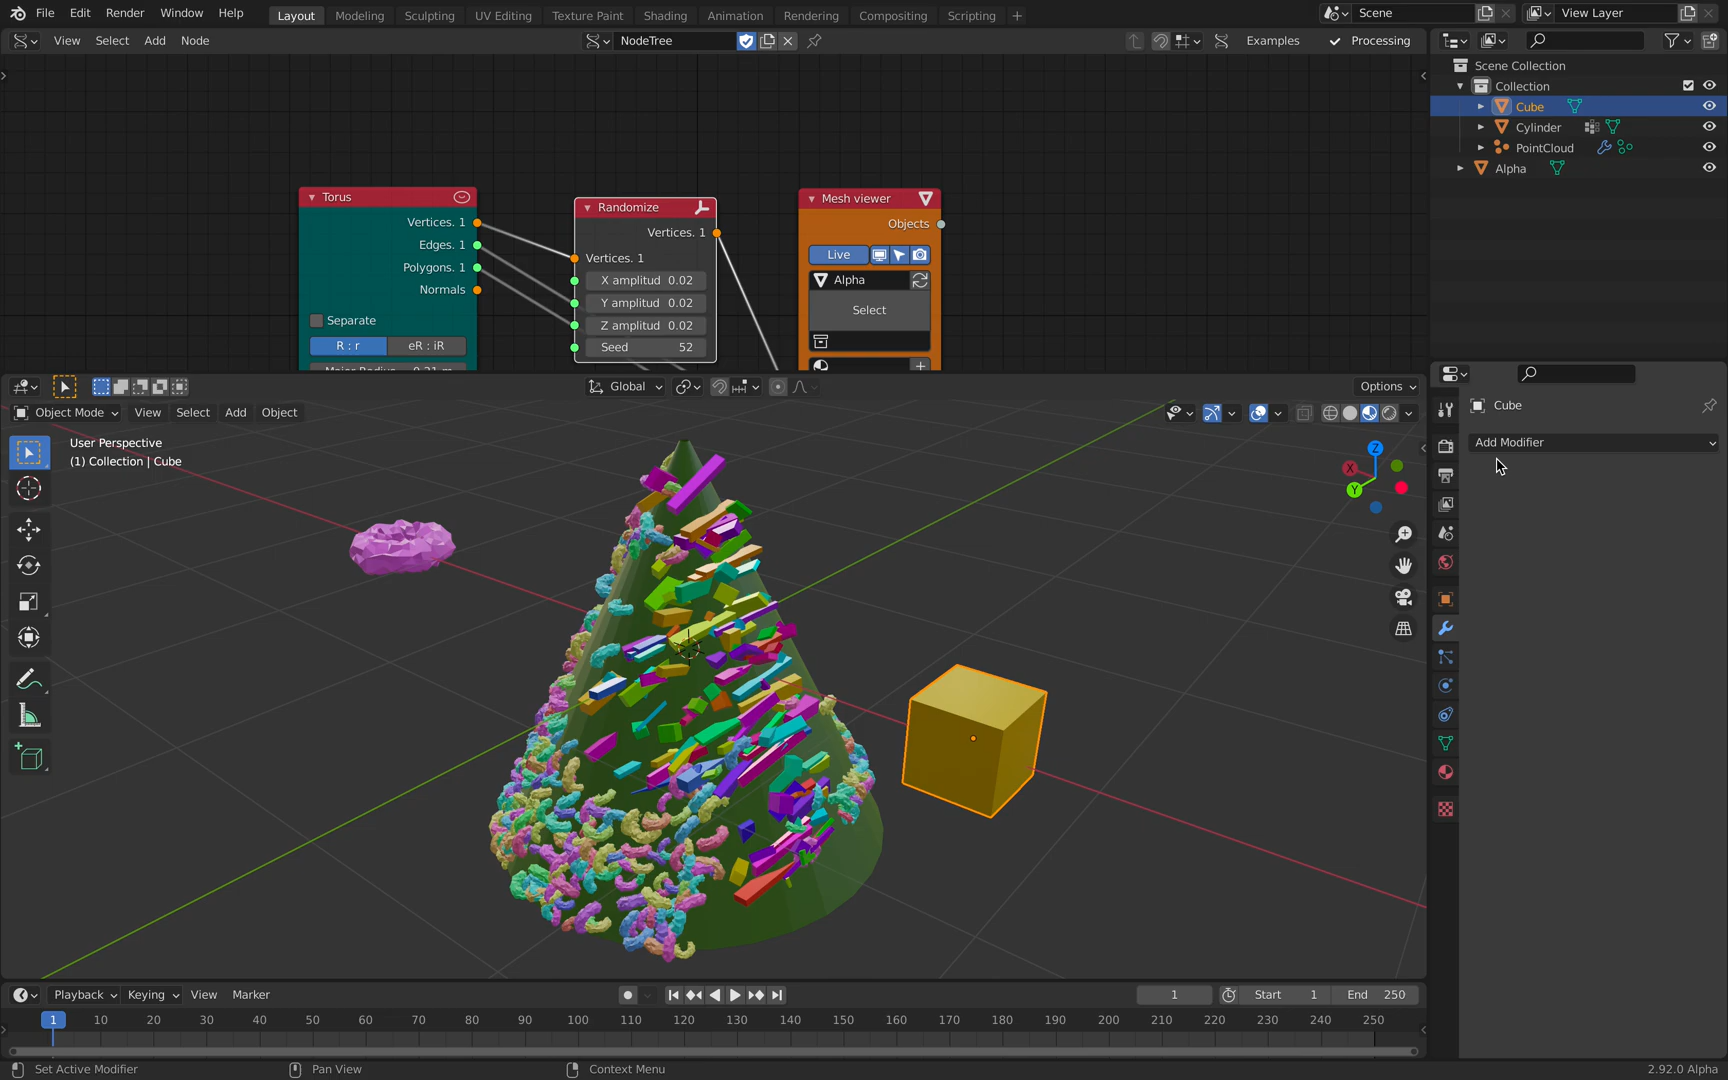 File Edit Render Window Help Layout Modeling Sculpting UV Editing Texture Paint Shading Animation Rendering Compositing Scripting + Scene View Layer
View Select Add Node NodeTree Examples Processing
Scene Collection
Collection
Cube
Cylinder
PointCloud
Alpha
Torus
Vertices. 1
Edges. 1
Polygons. 1
Normals
Separate
R : r eR : iR
Randomize
Vertices. 1
Vertices. 1
X amplitud 0.02
Y amplitud 0.02
Z amplitud 0.02
Seed 52
Mesh viewer
Objects
Live
Alpha
Select
Global Options
Object Mode View Select Add Object
User Perspective
(1) Collection | Cube
Z
X
Y
Cube
Add Modifier
Playback Keying View Marker 1 Start 1 End 250
1 10 20 30 40 50 60 70 80 90 100 110 120 130 140 150 160 170 180 190 200 210 220 230 240 250
Set Active Modifier Pan View Context Menu 2.92.0 Alpha